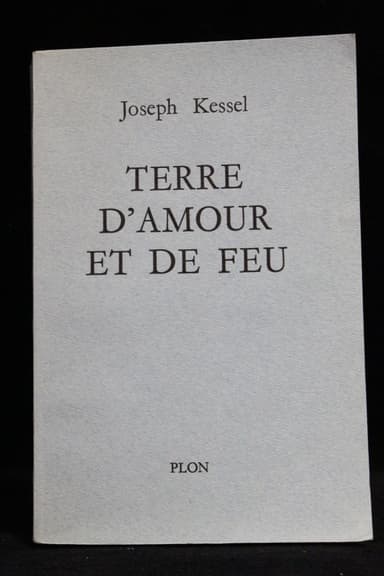 Joseph Kessel
TERRE
D'AMOUR
ET DE FEU
PLON